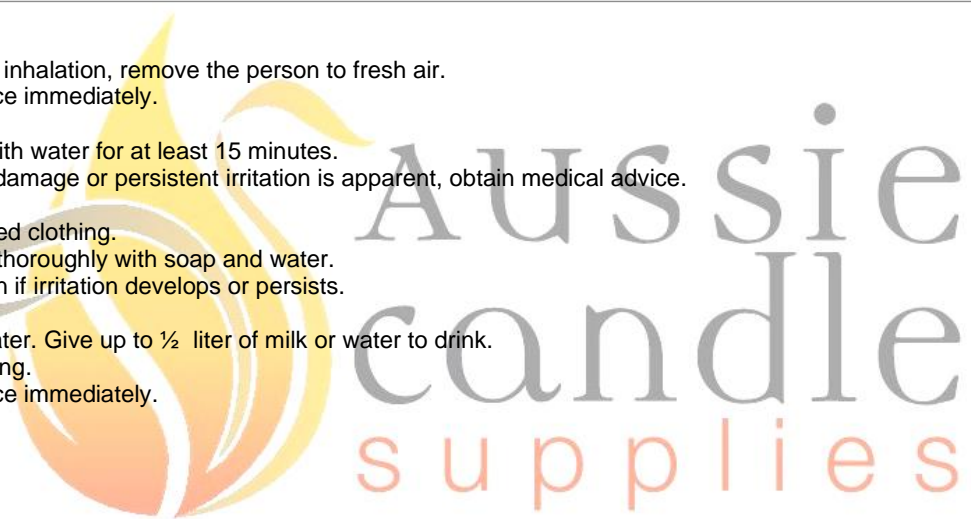 inhalation, remove the person to fresh air.
ce immediately.
ith water for at least 15 minutes.
damage or persistent irritation is apparent, obtain medical advice.
ed clothing.
thoroughly with soap and water.
n if irritation develops or persists.
ater. Give up to ½ liter of milk or water to drink.
ng.
ce immediately.
Aussie
candle
supplies